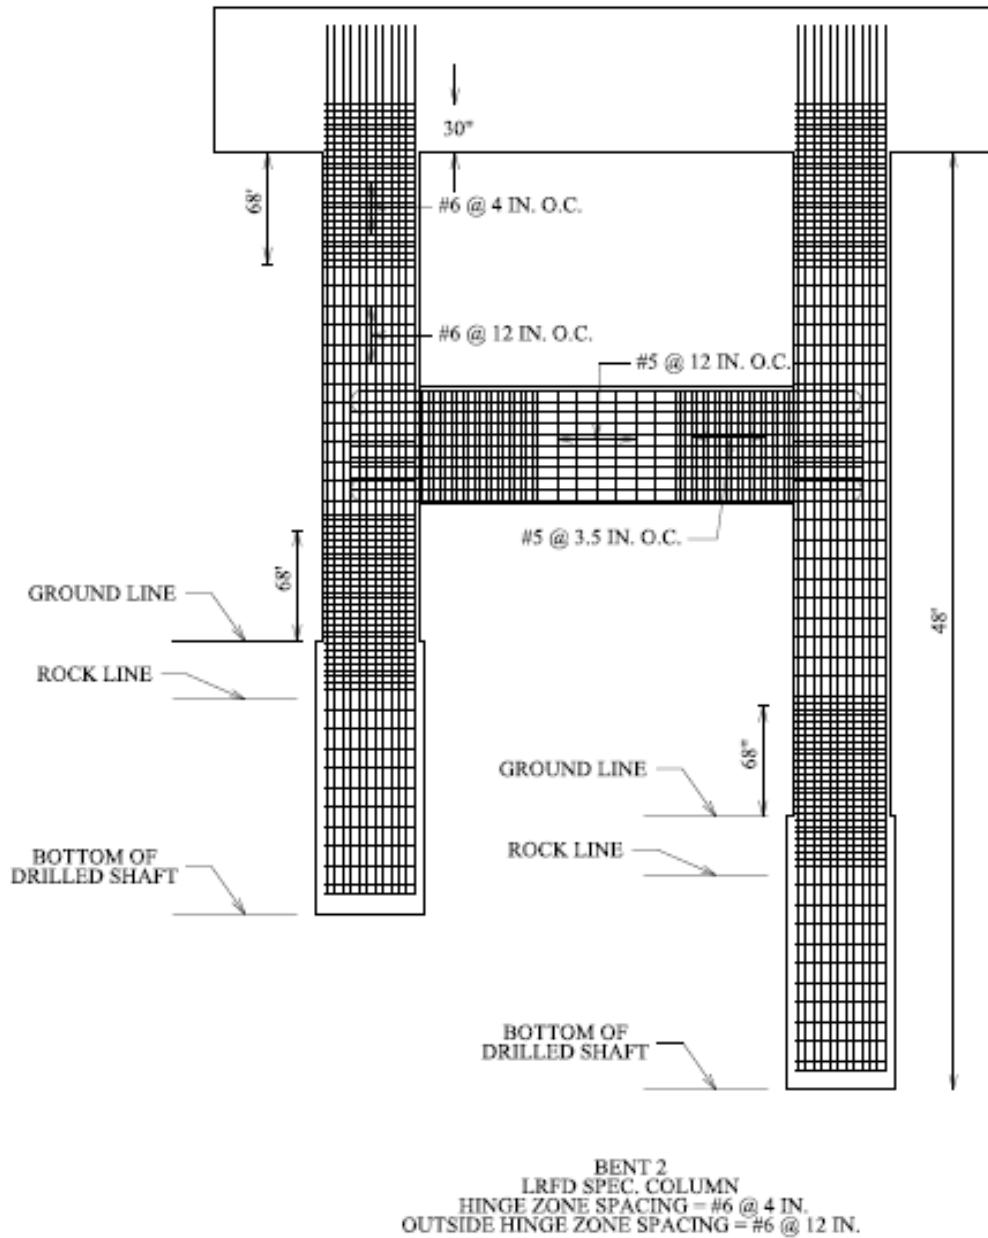 30"
68'
#6 @ 4 IN. O.C.
#6 @ 12 IN. O.C.
#5 @ 12 IN. O.C.
#5 @ 3.5 IN. O.C.
68'
GROUND LINE
ROCK LINE
48'
68"
GROUND LINE
ROCK LINE
BOTTOM OF
DRILLED SHAFT
BOTTOM OF
DRILLED SHAFT
BENT 2
LRFD SPEC. COLUMN
HINGE ZONE SPACING = #6 @ 4 IN.
OUTSIDE HINGE ZONE SPACING = #6 @ 12 IN.